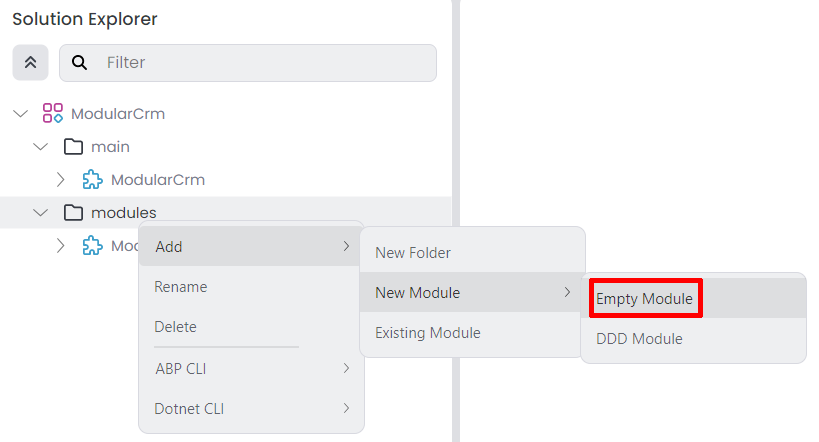 Solution Explorer
Filter
ModularCrm
main
ModularCrm
modules
Add
Rename
Delete
ABP CLI
Dotnet CLI
New Folder
New Module
Existing Module
Empty Module
DDD Module